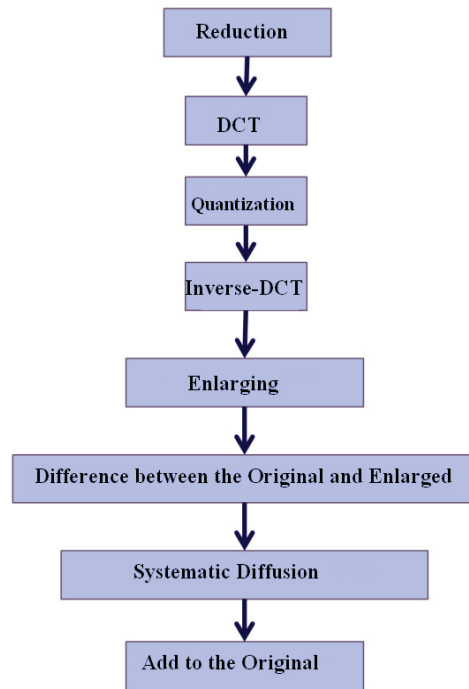 Reduction
DCT
Quantization
Inverse-DCT
Enlarging
Difference between the Original and Enlarged
Systematic Diffusion
Add to the Original